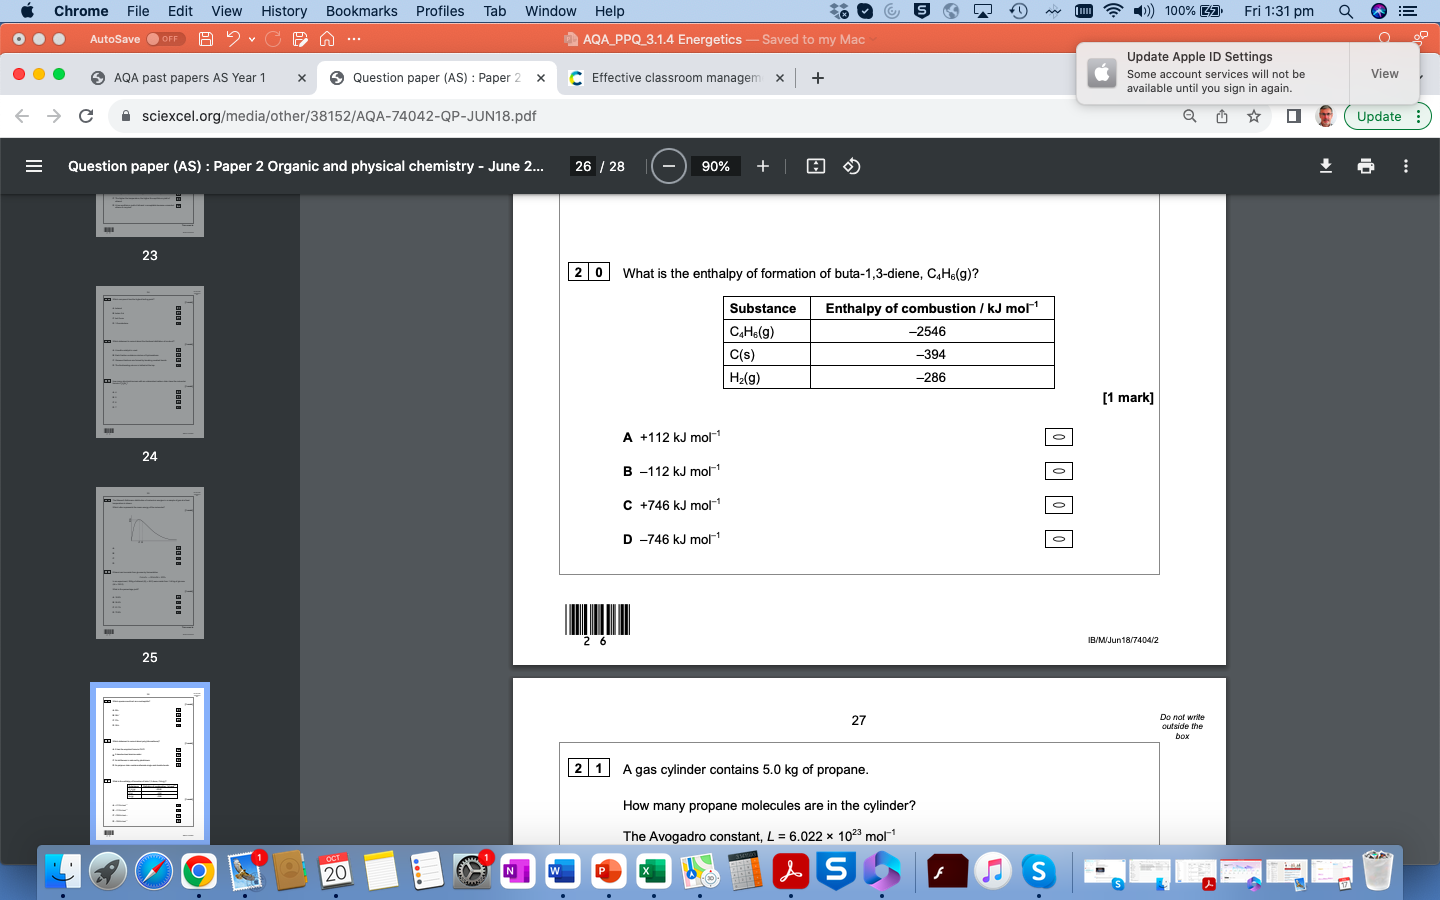 Chrome File Edit View History Bookmarks Profiles Tab Window Help 100% Fri 1:31 pm
AutoSave OFF AQA_PPQ_3.1.4 Energetics — Saved to my Mac
AQA past papers AS Year 1 Question paper (AS) : Paper 2 Effective classroom managem
Update Apple ID Settings
Some account services will not be
available until you sign in again.
View
sciexcel.org/media/other/38152/AQA-74042-QP-JUN18.pdf Update
Question paper (AS) : Paper 2 Organic and physical chemistry - June 2... 26 / 28 90%
23
24
25
2 0 What is the enthalpy of formation of buta-1,3-diene, C₄H₆(g)?
Substance Enthalpy of combustion / kJ mol⁻¹
C₄H₆(g) –2546
C(s) –394
H₂(g) –286
[1 mark]
A +112 kJ mol⁻¹
B –112 kJ mol⁻¹
C +746 kJ mol⁻¹
D –746 kJ mol⁻¹
2 6
IB/M/Jun18/7404/2
27
Do not write
outside the
box
2 1 A gas cylinder contains 5.0 kg of propane.
How many propane molecules are in the cylinder?
The Avogadro constant, L = 6.022 × 10²³ mol⁻¹
1 OCT 20 1